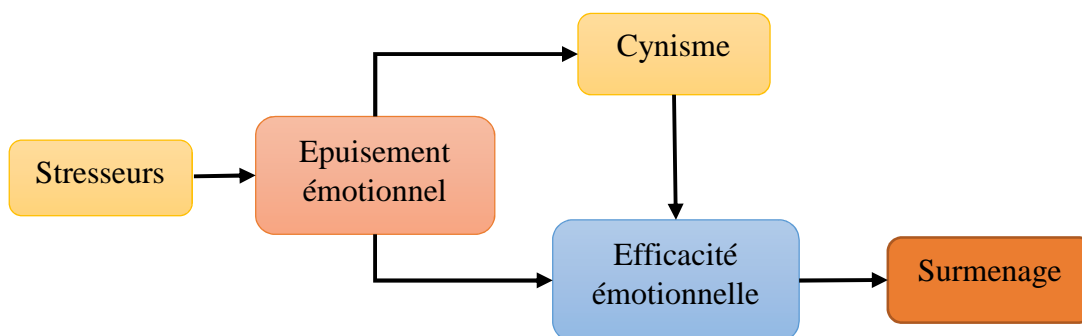 Cynisme
Stresseurs
Epuisement
émotionnel
Efficacité
émotionnelle
Surmenage